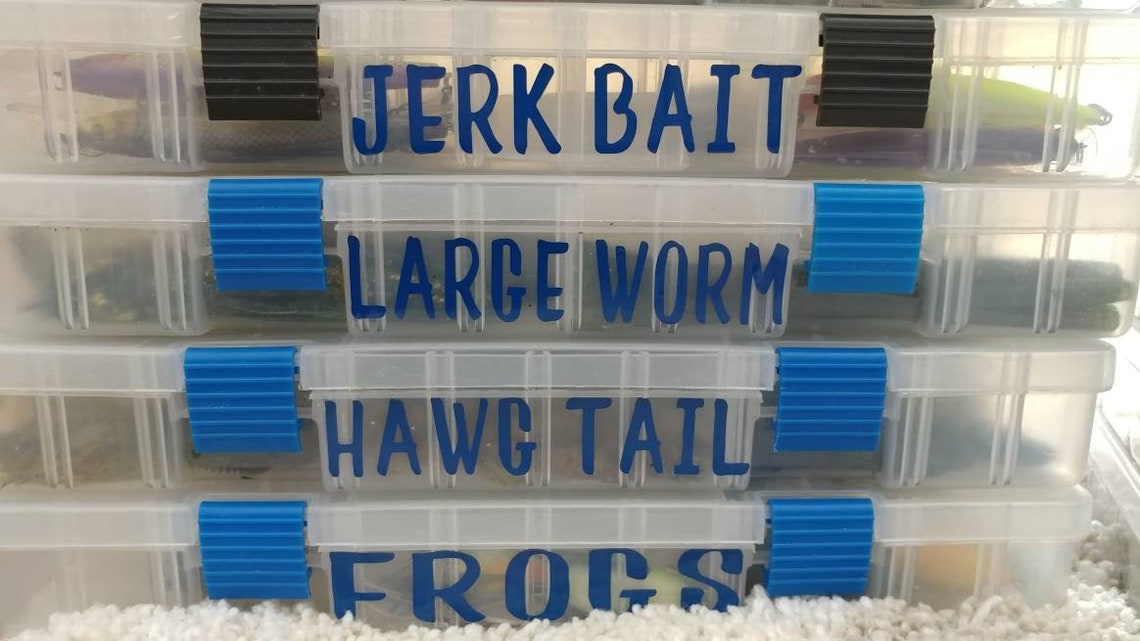 JERK BAIT
LARGE WORM
HAWG TAIL
FROGS